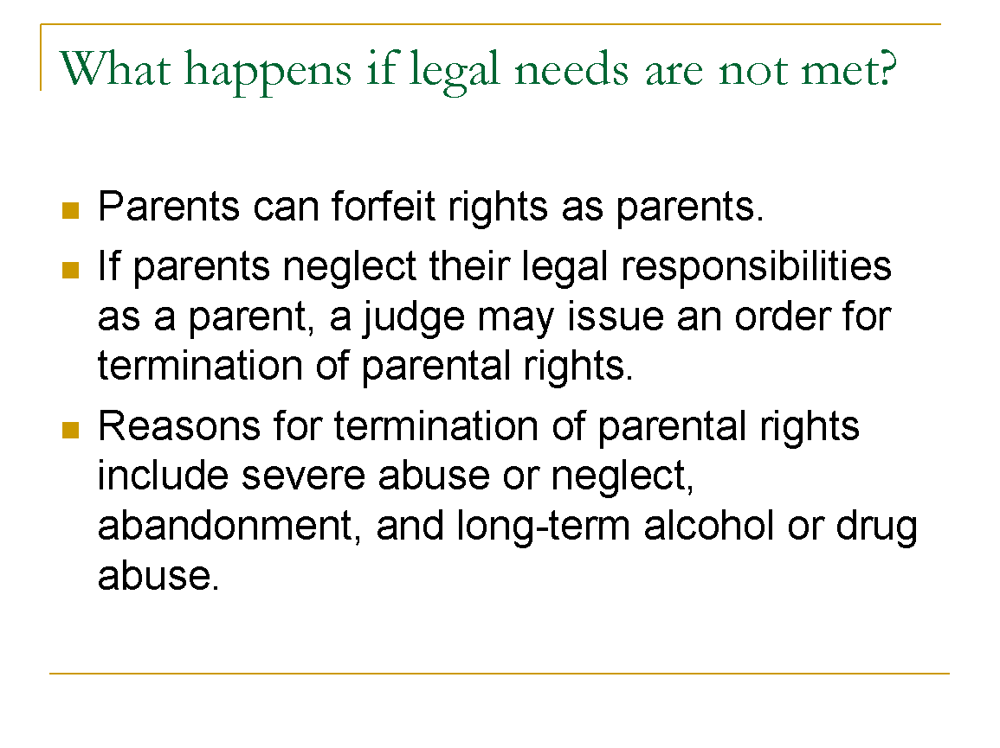 What happens if legal needs are not met?
Parents can forfeit rights as parents.
If parents neglect their legal responsibilities
as a parent, a judge may issue an order for
termination of parental rights.
Reasons for termination of parental rights
include severe abuse or neglect,
abandonment, and long-term alcohol or drug
abuse.